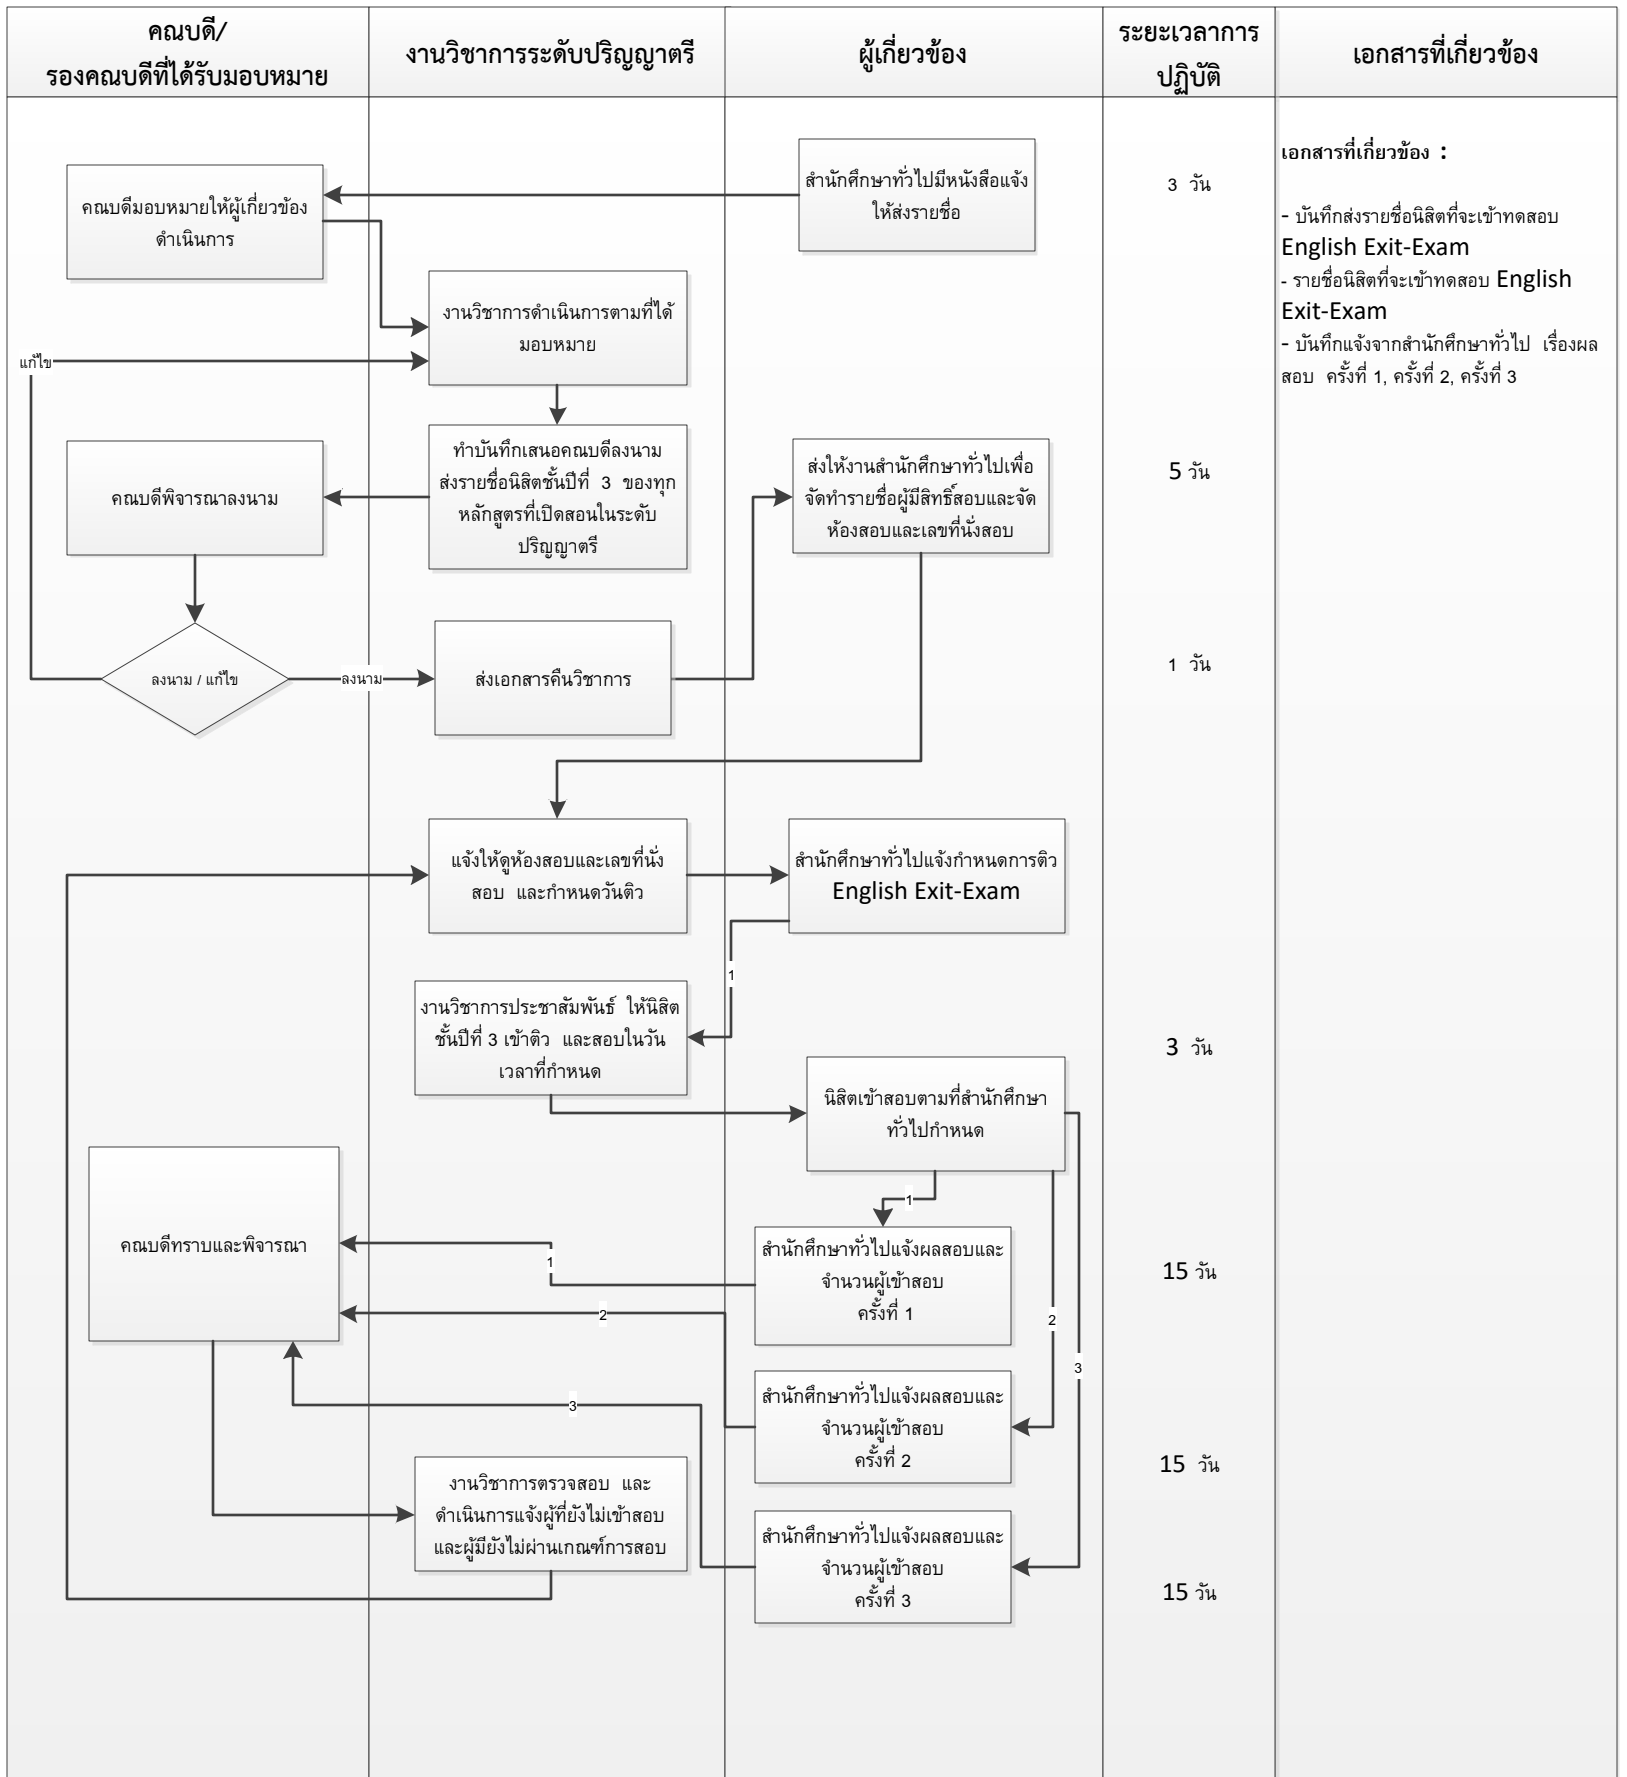 คณบดี/
รองคณบดีที่ได้รับมอบหมาย
งานวิชาการระดับปริญญาตรี
ผู้เกี่ยวข้อง
ระยะเวลาการ
ปฏิบัติ
เอกสารที่เกี่ยวข้อง
สำนักศึกษาทั่วไปมีหนังสือแจ้ง
ให้ส่งรายชื่อ
3 วัน
เอกสารที่เกี่ยวข้อง :
- บันทึกส่งรายชื่อนิสิตที่จะเข้าทดสอบ
English Exit-Exam
- รายชื่อนิสิตที่จะเข้าทดสอบ English
Exit-Exam
- บันทึกแจ้งจากสำนักศึกษาทั่วไป เรื่องผล
สอบ ครั้งที่ 1, ครั้งที่ 2, ครั้งที่ 3
คณบดีมอบหมายให้ผู้เกี่ยวข้อง
ดำเนินการ
งานวิชาการดำเนินการตามที่ได้
มอบหมาย
แก้ไข
ทำบันทึกเสนอคณบดีลงนาม
ส่งรายชื่อนิสิตชั้นปีที่ 3 ของทุก
หลักสูตรที่เปิดสอนในระดับ
ปริญญาตรี
คณบดีพิจารณาลงนาม
ส่งให้งานสำนักศึกษาทั่วไปเพื่อ
จัดทำรายชื่อผู้มีสิทธิ์สอบและจัด
ห้องสอบและเลขที่นั่งสอบ
5 วัน
ลงนาม / แก้ไข
ลงนาม
ส่งเอกสารคืนวิชาการ
1 วัน
แจ้งให้ดูห้องสอบและเลขที่นั่ง
สอบ และกำหนดวันติว
สำนักศึกษาทั่วไปแจ้งกำหนดการติว
English Exit-Exam
1
งานวิชาการประชาสัมพันธ์ ให้นิสิต
ชั้นปีที่ 3 เข้าติว และสอบในวัน
เวลาที่กำหนด
3 วัน
นิสิตเข้าสอบตามที่สำนักศึกษา
ทั่วไปกำหนด
1
คณบดีทราบและพิจารณา
1
สำนักศึกษาทั่วไปแจ้งผลสอบและ
จำนวนผู้เข้าสอบ
ครั้งที่ 1
15 วัน
2
2
3
3
สำนักศึกษาทั่วไปแจ้งผลสอบและ
จำนวนผู้เข้าสอบ
ครั้งที่ 2
15 วัน
งานวิชาการตรวจสอบ และ
ดำเนินการแจ้งผู้ที่ยังไม่เข้าสอบ
และผู้มียังไม่ผ่านเกณฑ์การสอบ
สำนักศึกษาทั่วไปแจ้งผลสอบและ
จำนวนผู้เข้าสอบ
ครั้งที่ 3
15 วัน